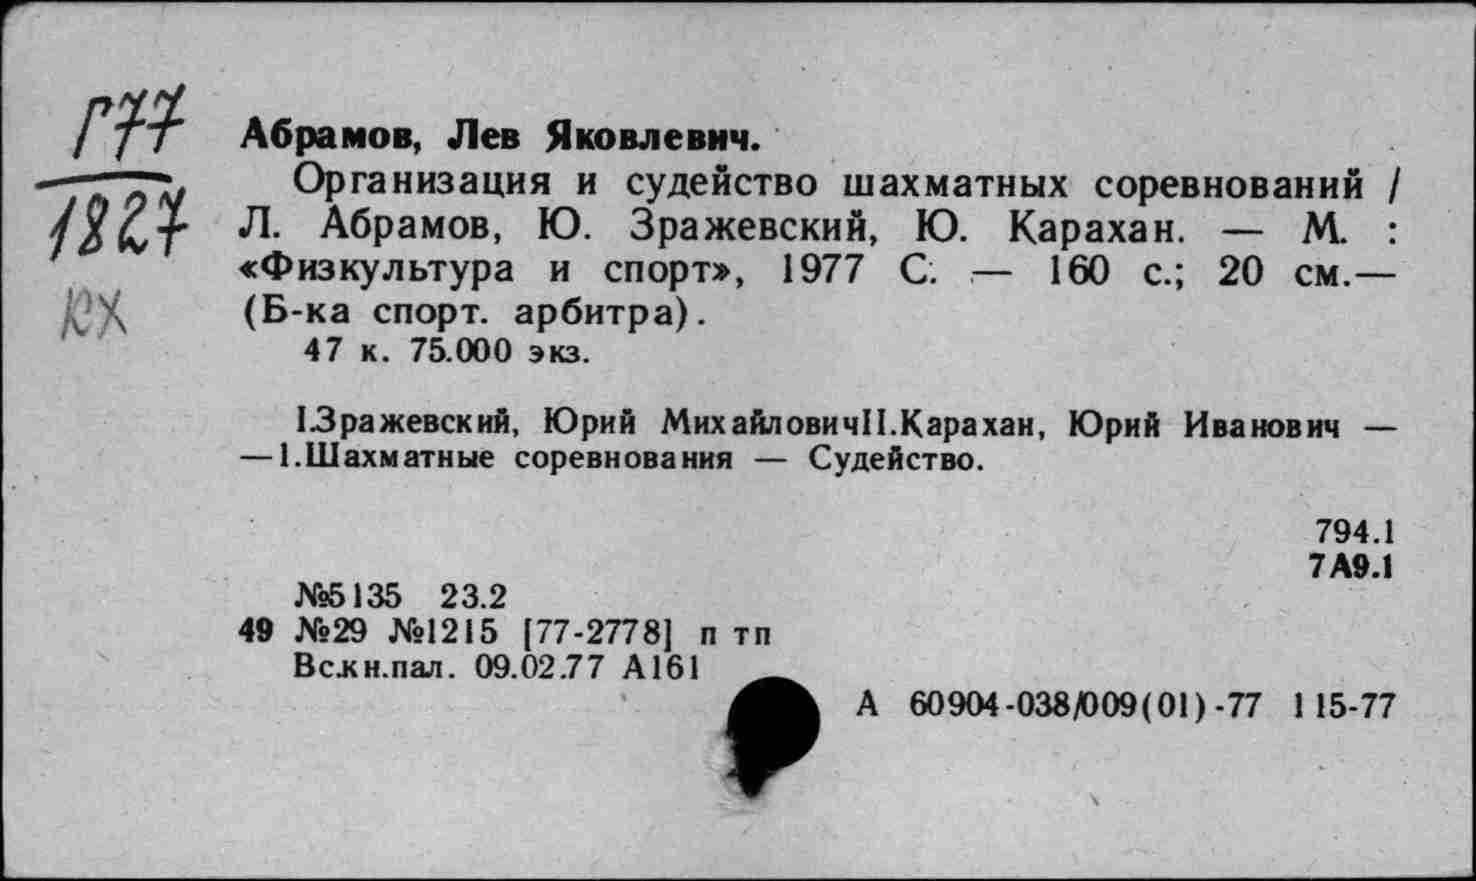 Г77
1827
КХ
Абрамов, Лев Яковлевич.
Организация и судейство шахматных соревнований /
Л. Абрамов, Ю. Зражевский, Ю. Карахан. — М. :
«Физкультура и спорт», 1977 С. — 160 с.; 20 см.—
(Б-ка спорт. арбитра).
47 к. 75.000 экз.
I.Зражевский, Юрий МихайловичII.Карахан, Юрий Иванович —
— 1.Шахматные соревнования — Судейство.
794.1
7А9.1
№5135 23.2
49 №29 №1215 [77-2778] п тп
Вс.кн.пал. 09.02.77 А161
А 60904-038/009(01)-77 115-77